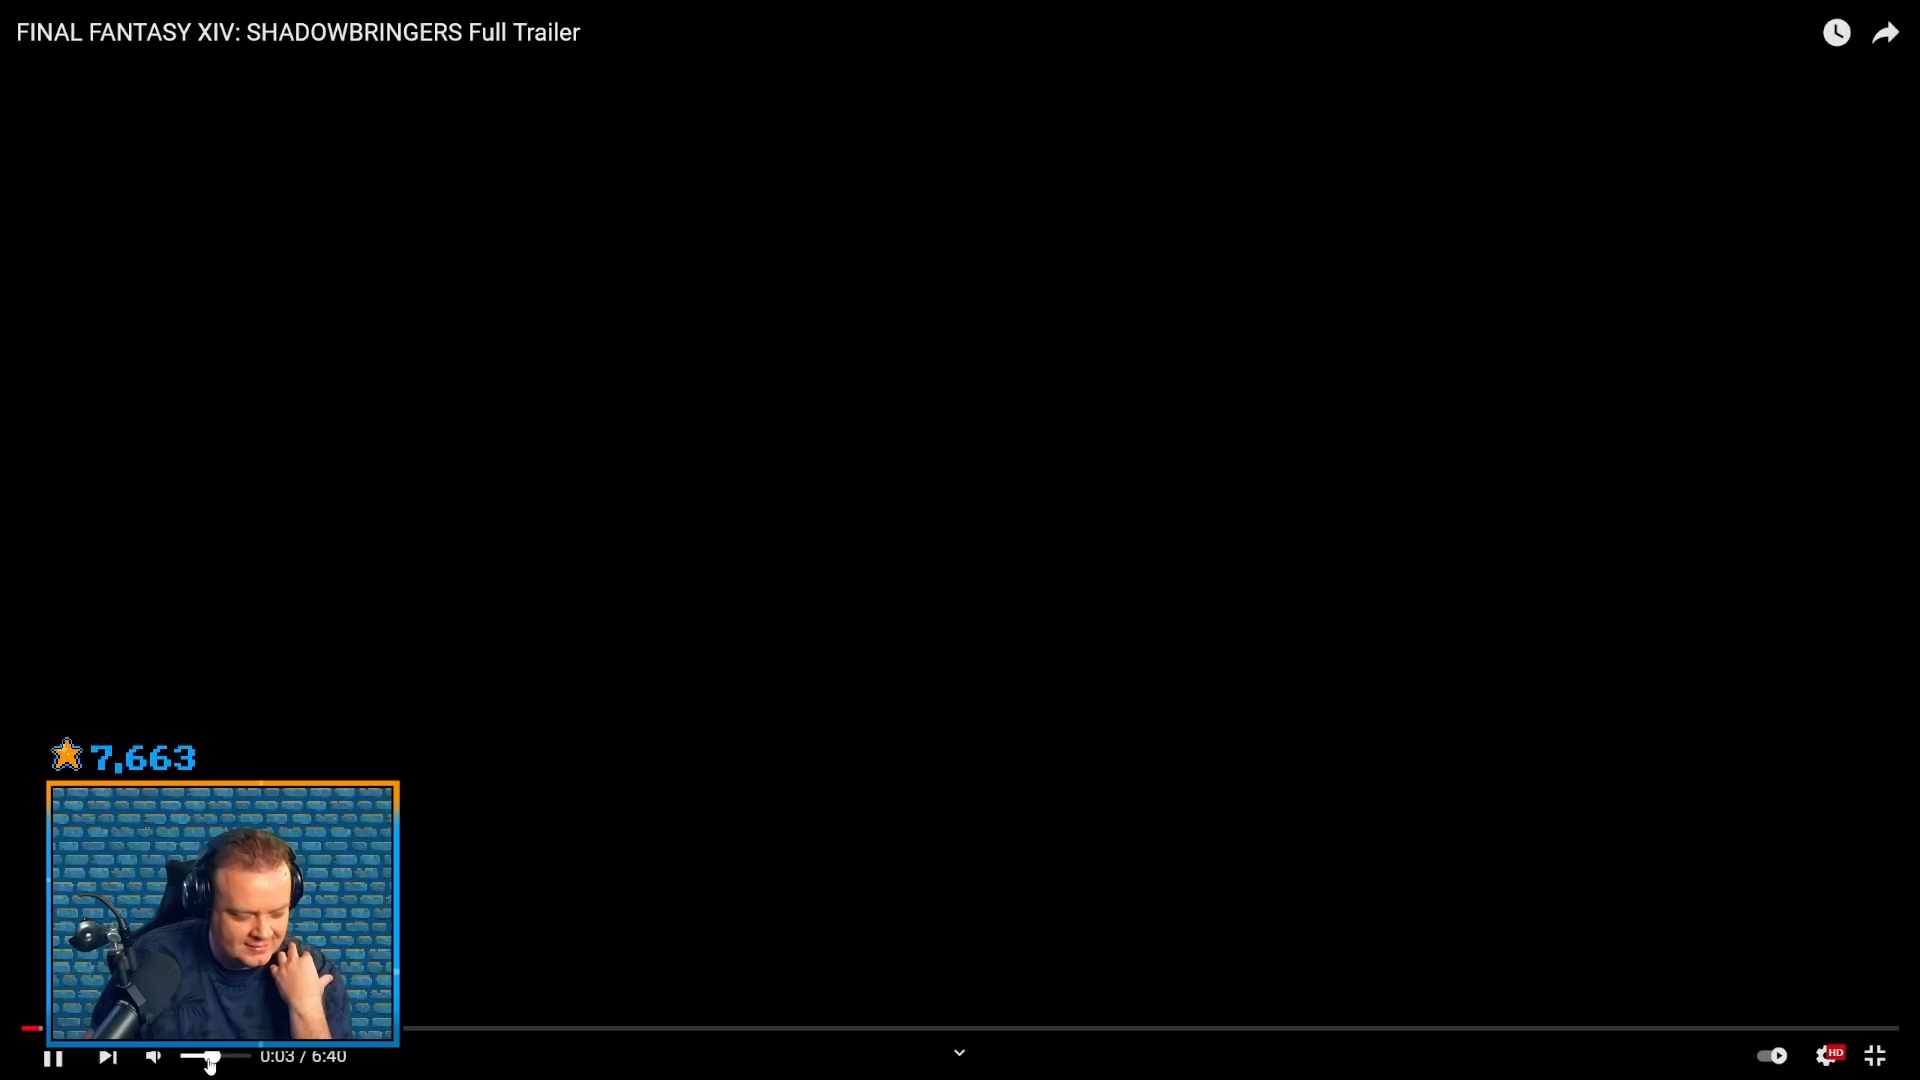 FINAL FANTASY XIV: SHADOWBRINGERS Full Trailer
7,663
0:03 / 6:40
HD